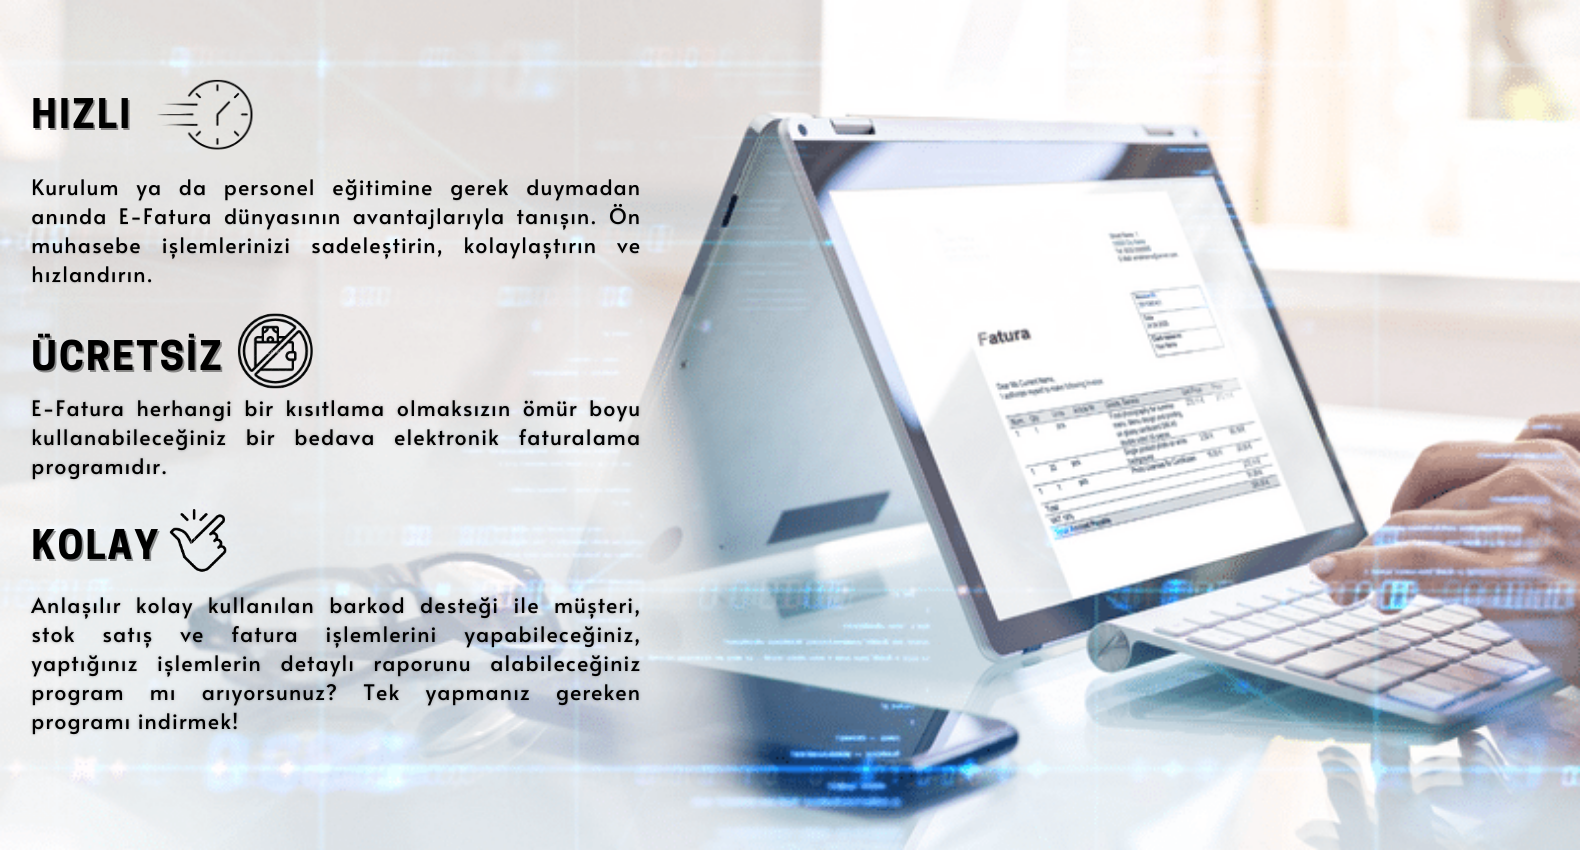 HIZLI
Kurulum ya da personel eğitimine gerek duymadan
anında E-Fatura dünyasının avantajlarıyla tanışın. Ön
muhasebe işlemlerinizi sadeleştirin, kolaylaştırın ve
hızlandırın.
ÜCRETSİZ
E-Fatura herhangi bir kısıtlama olmaksızın ömür boyu
kullanabileceğiniz bir bedava elektronik faturalama
programıdır.
KOLAY
Anlaşılır kolay kullanılan barkod desteği ile müşteri,
stok satış ve fatura işlemlerini yapabileceğiniz,
yaptığınız işlemlerin detaylı raporunu alabileceğiniz
program mı arıyorsunuz? Tek yapmanız gereken
programı indirmek!
Fatura
Total